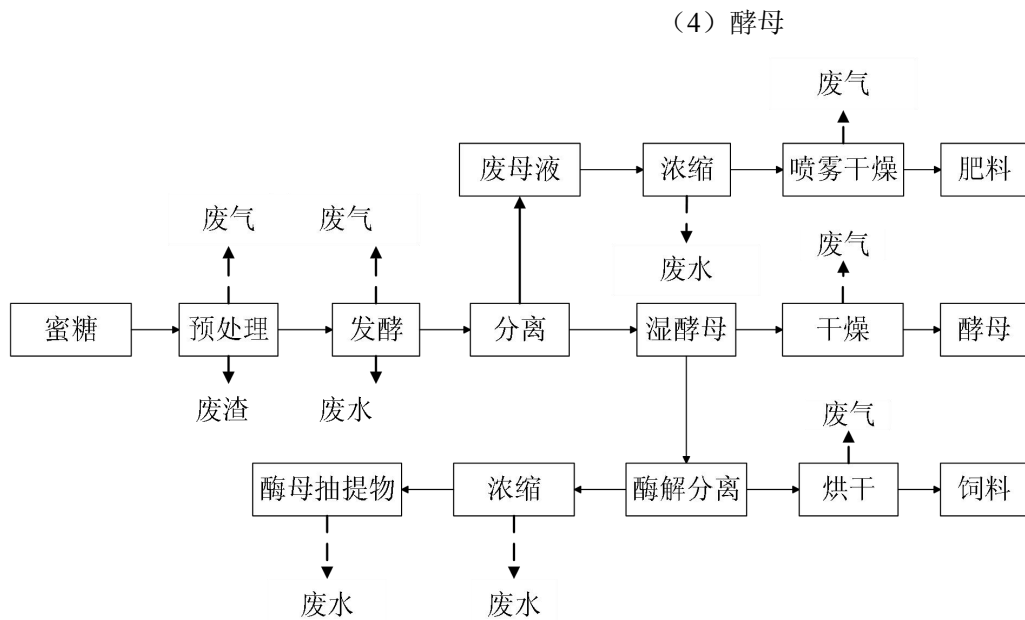 （4）酵母
废气
废母液
浓缩
喷雾干燥
肥料
废气
废气
废水
废气
蜜糖
预处理
发酵
分离
湿酵母
干燥
酵母
废渣
废水
废气
酶母抽提物
浓缩
酶解分离
烘干
饲料
废水
废水